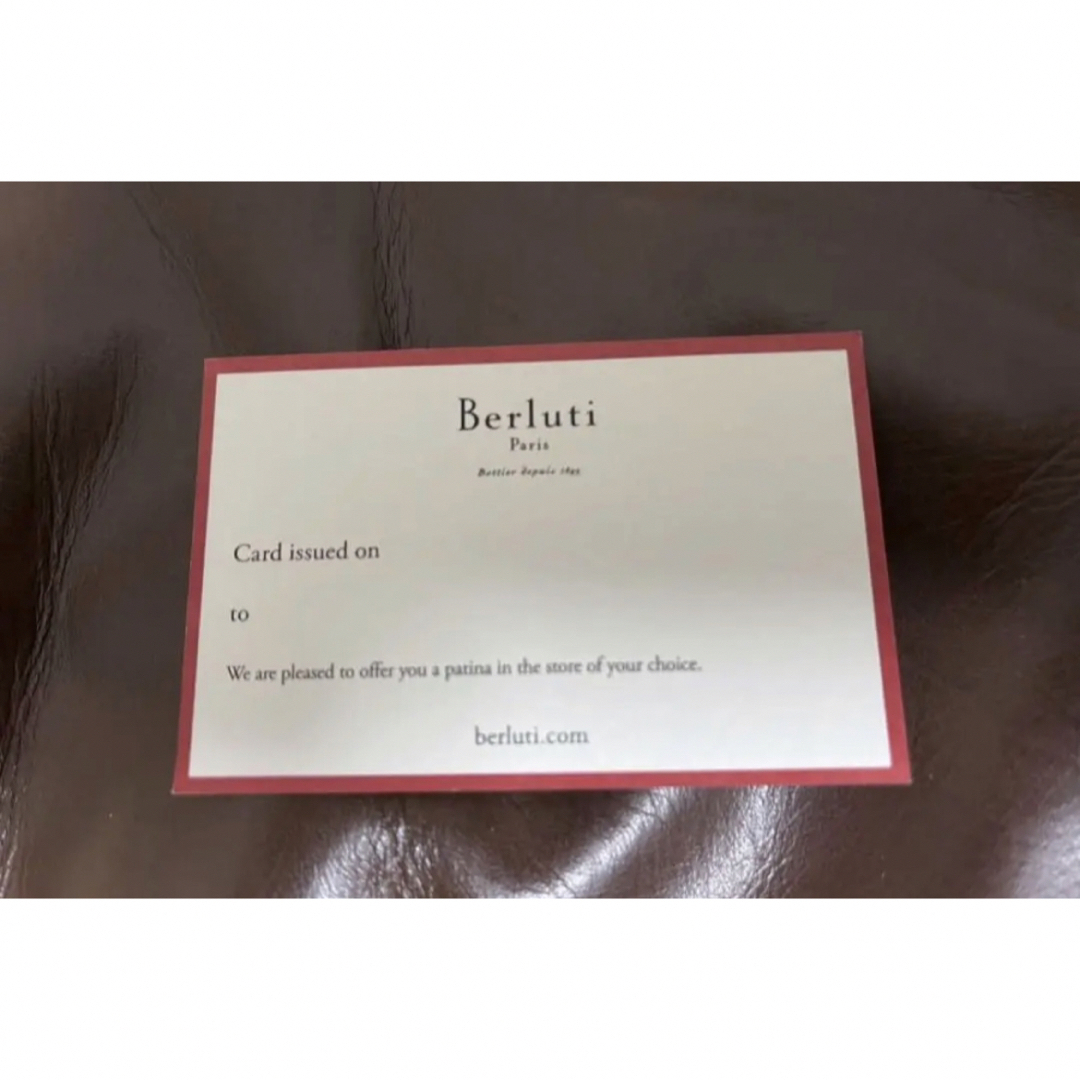 Berluti
Paris
Bottier depuis 1895
Card issued on
to
We are pleased to offer you a patina in the store of your choice.
berluti.com